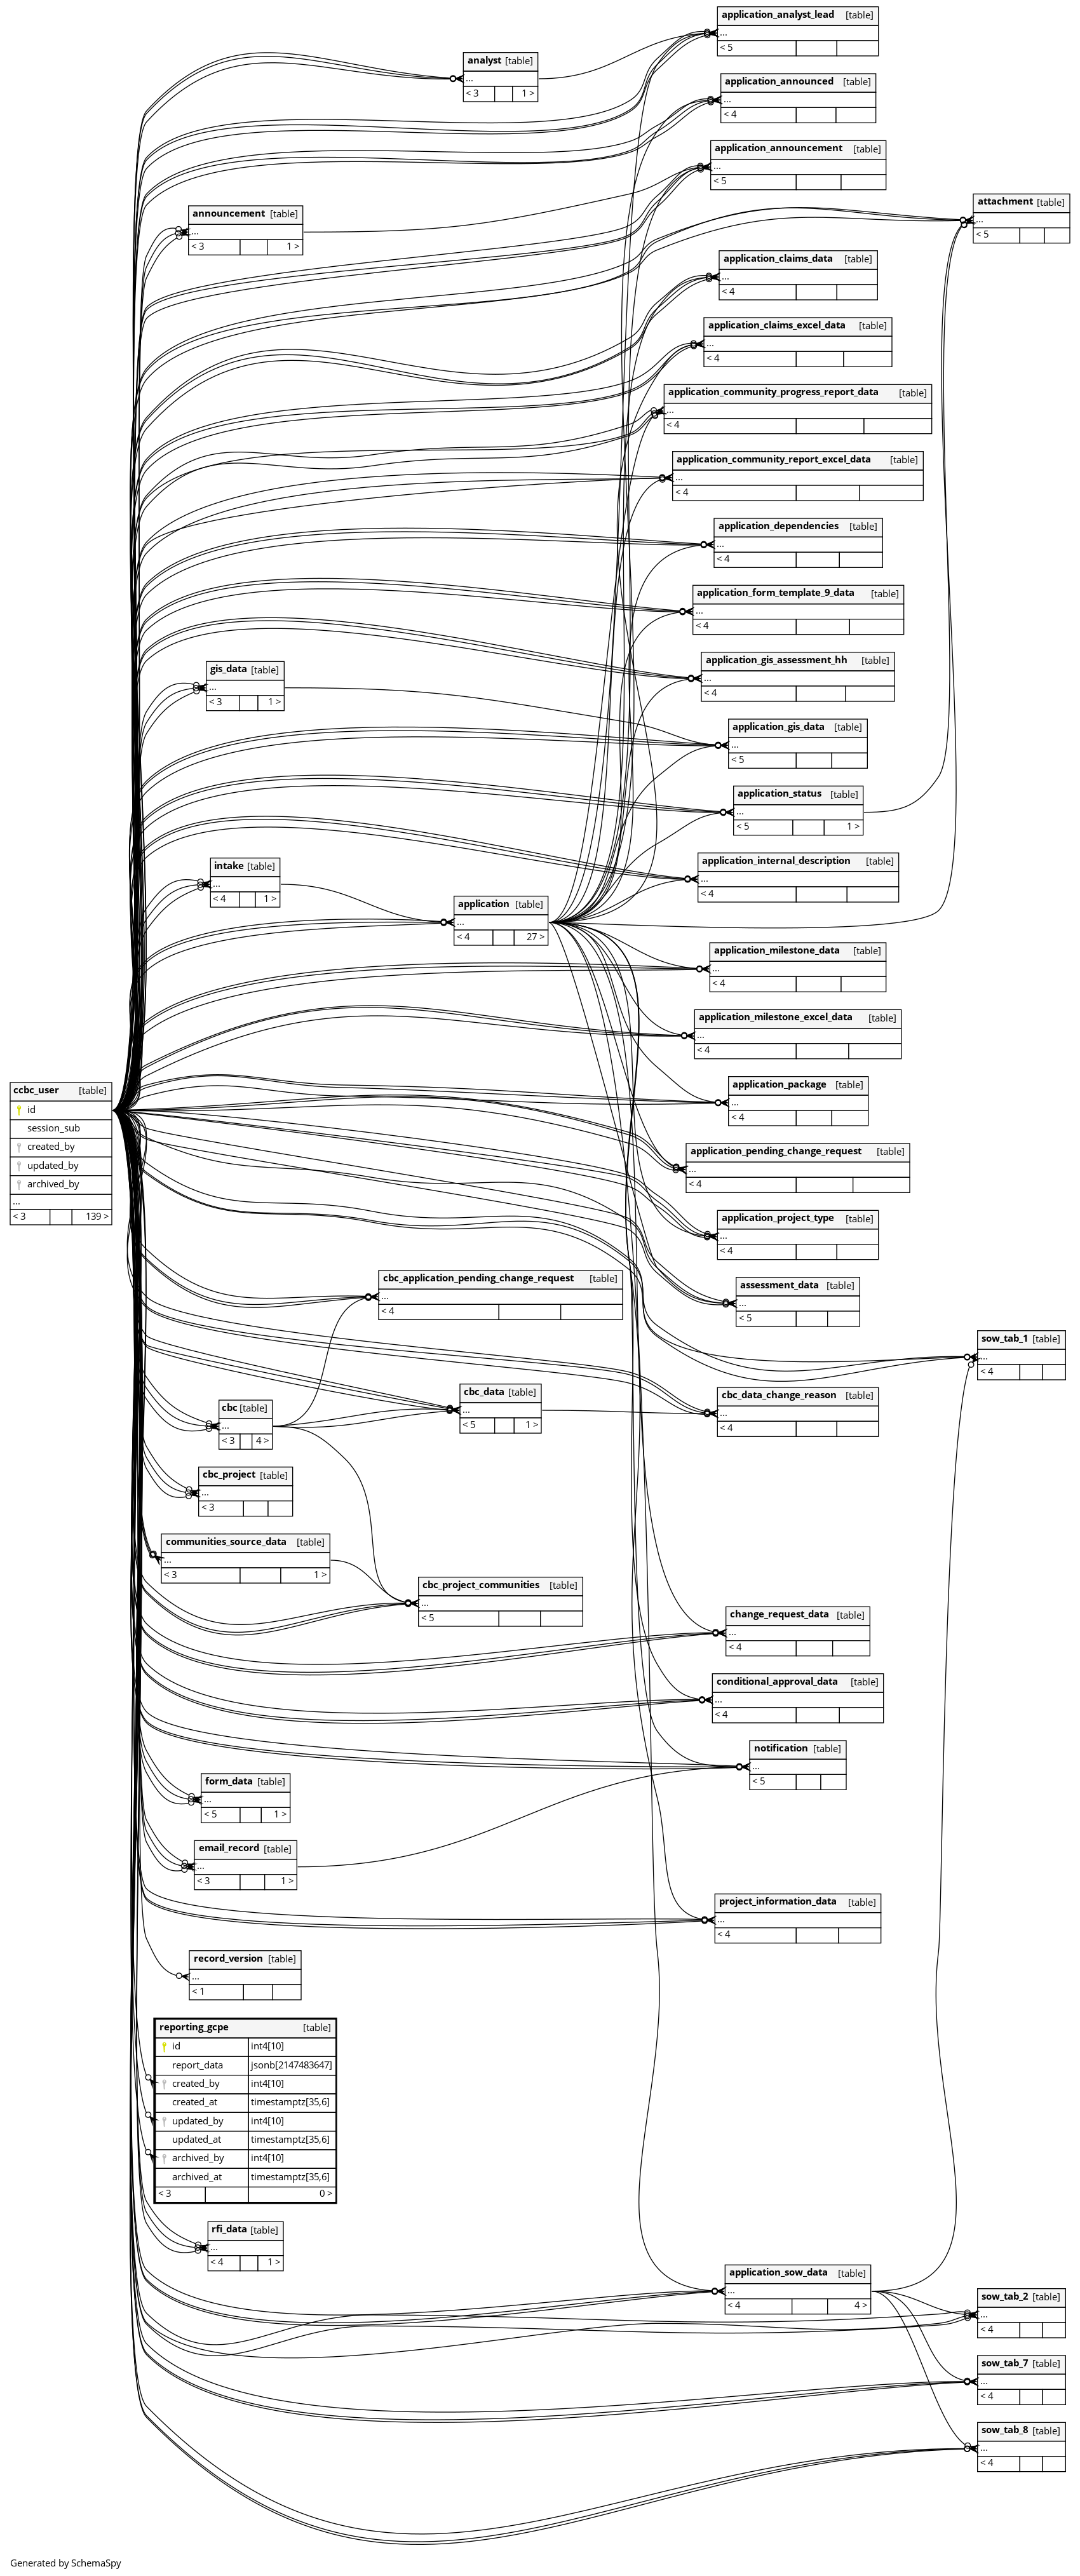 application_analyst_lead [table]
...
< 5
analyst [table]
...
< 3 1 >
application_announced [table]
...
< 4
application_announcement [table]
...
< 5
attachment [table]
...
< 5
announcement [table]
...
< 3 1 >
application_claims_data [table]
...
< 4
application_claims_excel_data [table]
...
< 4
application_community_progress_report_data [table]
...
< 4
application_community_report_excel_data [table]
...
< 4
application_dependencies [table]
...
< 4
application_form_template_9_data [table]
...
< 4
application_gis_assessment_hh [table]
...
< 4
gis_data [table]
...
< 3 1 >
application_gis_data [table]
...
< 5
application_status [table]
...
< 5 1 >
application_internal_description [table]
...
< 4
intake [table]
...
< 4 1 >
application [table]
...
< 4 27 >
application_milestone_data [table]
...
< 4
application_milestone_excel_data [table]
...
< 4
ccbc_user [table]
id
session_sub
created_by
updated_by
archived_by
...
< 3 139 >
application_package [table]
...
< 4
application_pending_change_request [table]
...
< 4
application_project_type [table]
...
< 4
cbc_application_pending_change_request [table]
...
< 4
assessment_data [table]
...
< 5
sow_tab_1 [table]
...
< 4
cbc [table]
...
< 3 4 >
cbc_data [table]
...
< 5 1 >
cbc_data_change_reason [table]
...
< 4
cbc_project [table]
...
< 3
communities_source_data [table]
...
< 3 1 >
cbc_project_communities [table]
...
< 5
change_request_data [table]
...
< 4
conditional_approval_data [table]
...
< 4
notification [table]
...
< 5
form_data [table]
...
< 5 1 >
email_record [table]
...
< 3 1 >
project_information_data [table]
...
< 4
record_version [table]
...
< 1
reporting_gcpe [table]
id int4[10]
report_data jsonb[2147483647]
created_by int4[10]
created_at timestamptz[35,6]
updated_by int4[10]
updated_at timestamptz[35,6]
archived_by int4[10]
archived_at timestamptz[35,6]
< 3 0 >
rfi_data [table]
...
< 4 1 >
application_sow_data [table]
...
< 4 4 >
sow_tab_2 [table]
...
< 4
sow_tab_7 [table]
...
< 4
sow_tab_8 [table]
...
< 4
Generated by SchemaSpy